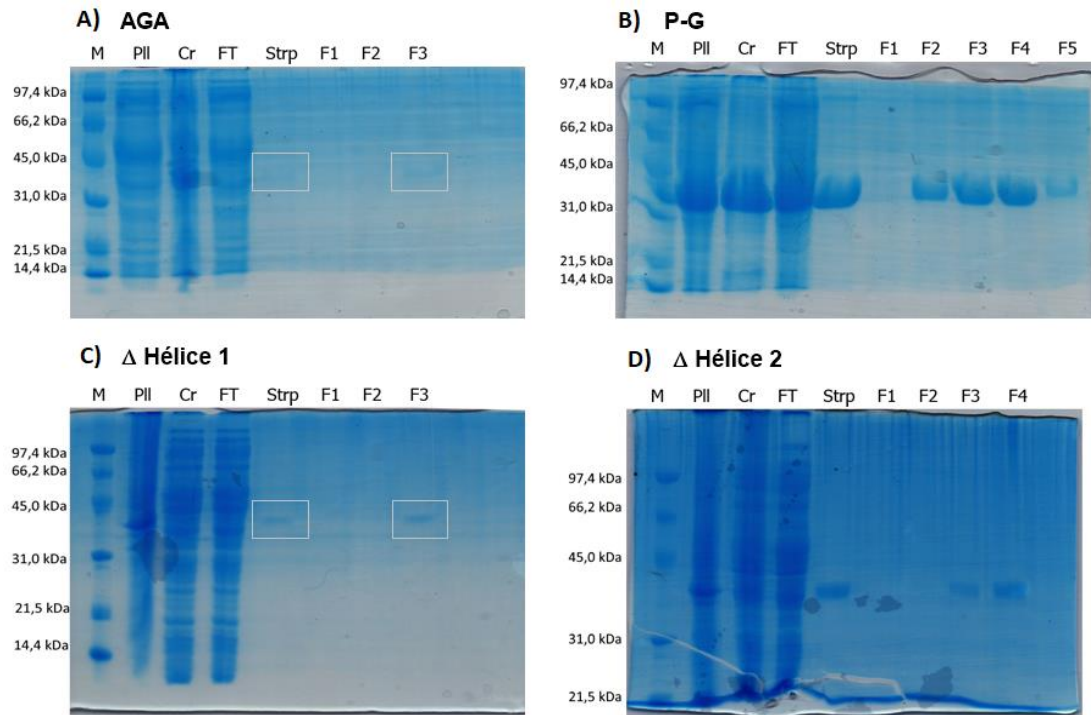 A) AGA
M Pll Cr FT Strp F1 F2 F3
97,4 kDa
66,2 kDa
45,0 kDa
31,0 kDa
21,5 kDa
14,4 kDa
B) P-G
M Pll Cr FT Strp F1 F2 F3 F4 F5
97,4 kDa
66,2 kDa
45,0 kDa
31,0 kDa
21,5 kDa
14,4 kDa
C) Δ Hélice 1
M Pll Cr FT Strp F1 F2 F3
97,4 kDa
66,2 kDa
45,0 kDa
31,0 kDa
21,5 kDa
14,4 kDa
D) Δ Hélice 2
M Pll Cr FT Strp F1 F2 F3 F4
97,4 kDa
66,2 kDa
45,0 kDa
31,0 kDa
21,5 kDa